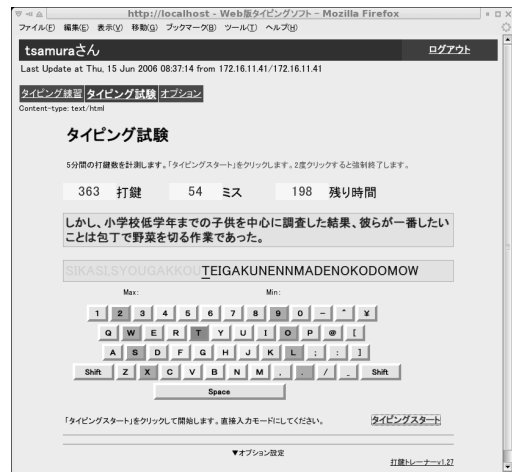 http://localhost - Web版タイピングソフト - Mozilla Firefox
ファイル(F) 編集(E) 表示(V) 移動(G) ブックマーク(B) ツール(T) ヘルプ(H)
tsamuraさん ログアウト
Last Update at Thu, 15 Jun 2006 08:37:14 from 172.16.11.41/172.16.11.41
タイピング練習 タイピング試験 オプション
Content-type: text/html
タイピング試験
5分間の打鍵数を計測します。「タイピングスタート」をクリックします。2度クリックすると強制終了します。
363 打鍵 54 ミス 198 残り時間
しかし、小学校低学年までの子供を中心に調査した結果、彼らが一番したい
ことは包丁で野菜を切る作業であった。
SIKASI,SYOUGAKKOUTEIGAKUNENNMADENOKODOMOW
Max: Min:
1 2 3 4 5 6 7 8 9 0 - ^ ¥
Q W E R T Y U I O P @ [
A S D F G H J K L ; : ]
Shift Z X C V B N M , . / _ Shift
Space
「タイピングスタート」をクリックして開始します。直接入力モードにしてください。 タイピングスタート
▼オプション設定
打鍵トレーナーv1.27